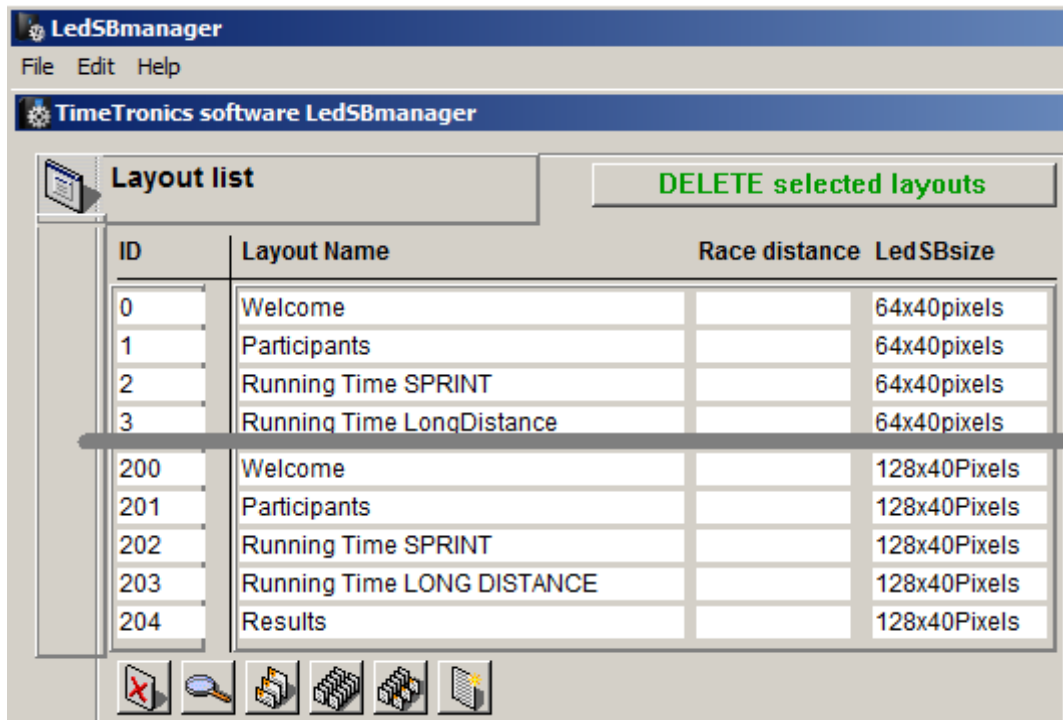 LedSBmanager
File Edit Help
TimeTronics software LedSBmanager
Layout list
DELETE selected layouts
ID Layout Name Race distance LedSBsize
0 Welcome 64x40pixels
1 Participants 64x40pixels
2 Running Time SPRINT 64x40pixels
3 Running Time LongDistance 64x40pixels
200 Welcome 128x40Pixels
201 Participants 128x40Pixels
202 Running Time SPRINT 128x40Pixels
203 Running Time LONG DISTANCE 128x40Pixels
204 Results 128x40Pixels